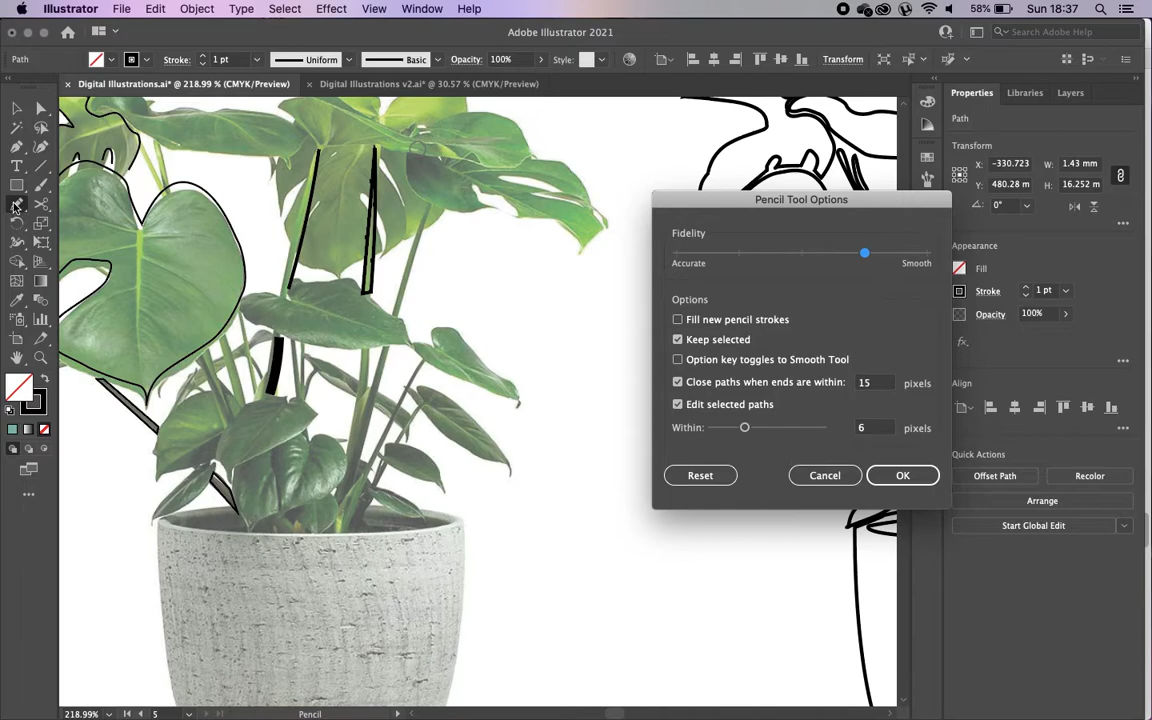 Illustrator File Edit Object Type Select Effect View Window Help 58% Sun 18:37
Adobe Illustrator 2021 Search Adobe Help
Path Stroke: 1 pt Uniform Basic Opacity: 100% Style: Transform
Digital Illustrations.ai* @ 218.99 % (CMYK/Preview) Digital Illustrations v2.ai* @ 30.57 % (CMYK/Preview)
Properties Libraries Layers
Path
Transform
X: -330.723 W: 1.43 mm
Y: 480.28 m H: 16.252 m
0°
Appearance
Fill
Stroke 1 pt
Opacity 100%
fx.
Align
Quick Actions
Offset Path Recolor
Arrange
Start Global Edit
Pencil Tool Options
Fidelity
Accurate Smooth
Options
Fill new pencil strokes
Keep selected
Option key toggles to Smooth Tool
Close paths when ends are within: 15 pixels
Edit selected paths
Within: 6 pixels
Reset Cancel OK
218.99% 5 Pencil